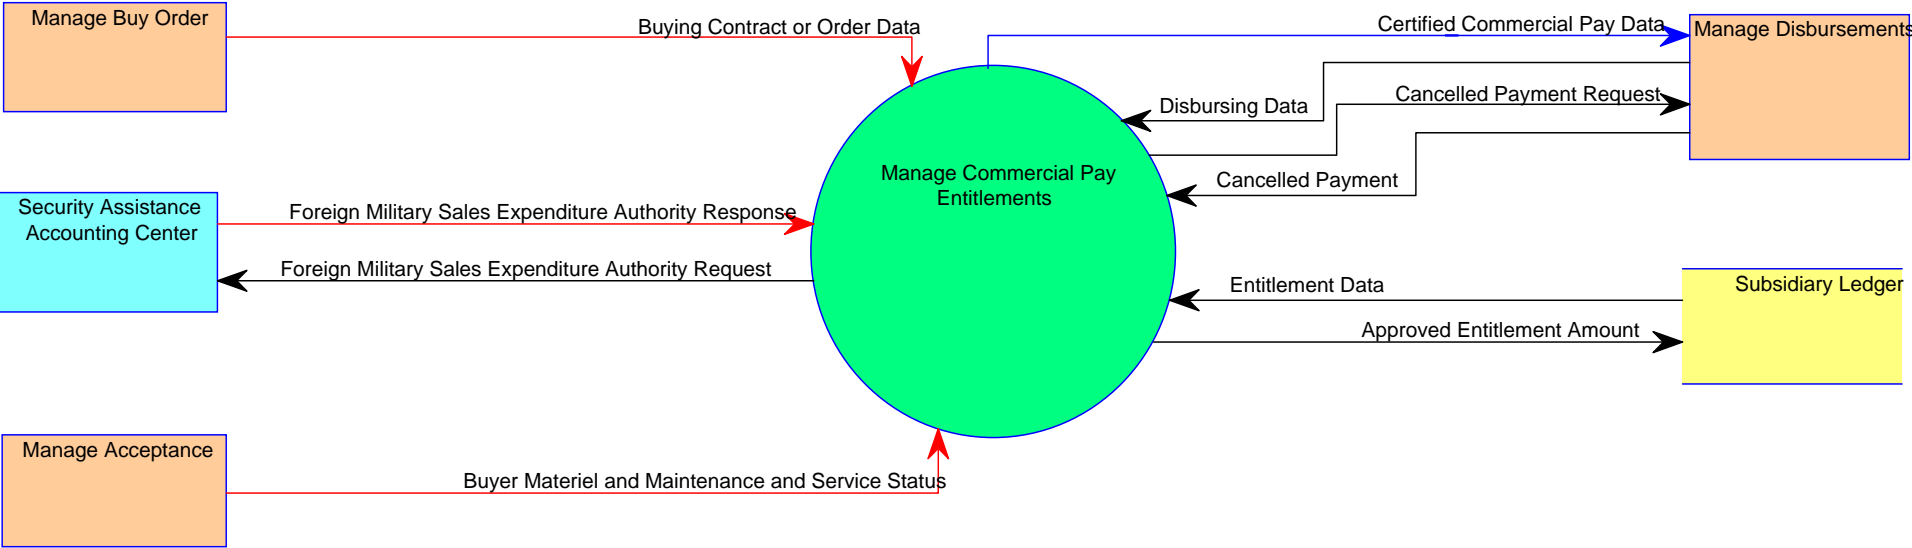 Manage Buy Order
Buying Contract or Order Data
Certified Commercial Pay Data
Manage Disbursements
Disbursing Data
Cancelled Payment Request
Manage Commercial Pay
Entitlements
Cancelled Payment
Security Assistance
Accounting Center
Foreign Military Sales Expenditure Authority Response
Foreign Military Sales Expenditure Authority Request
Entitlement Data
Subsidiary Ledger
Approved Entitlement Amount
Manage Acceptance
Buyer Materiel and Maintenance and Service Status